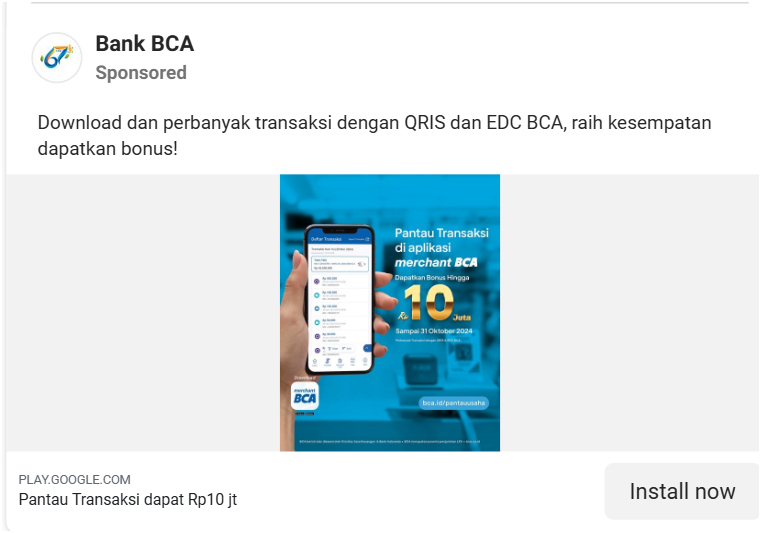 67
Bank BCA
Sponsored
Download dan perbanyak transaksi dengan QRIS dan EDC BCA, raih kesempatan
dapatkan bonus!
Daftar Transaksi
Pantau Transaksi
di aplikasi
merchant BCA
Dapatkan Bonus Hingga
Rp 10 Juta
Sampai 31 Oktober 2024
merchant
BCA
bca.id/pantauusaha
PLAY.GOOGLE.COM
Pantau Transaksi dapat Rp10 jt
Install now